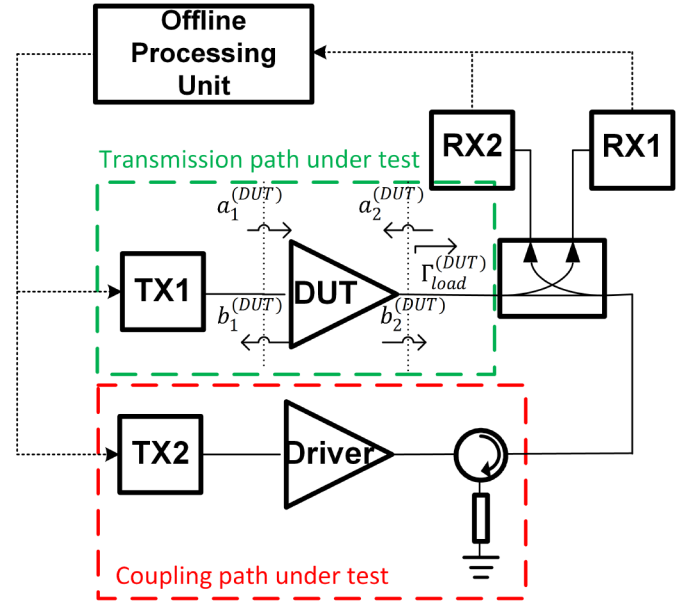 Offline
Processing
Unit
RX2
RX1
Transmission path under test
a₁^(DUT)
a₂^(DUT)
Γ_load^(DUT)
TX1
DUT
b₁^(DUT)
b₂^(DUT)
TX2
Driver
Coupling path under test